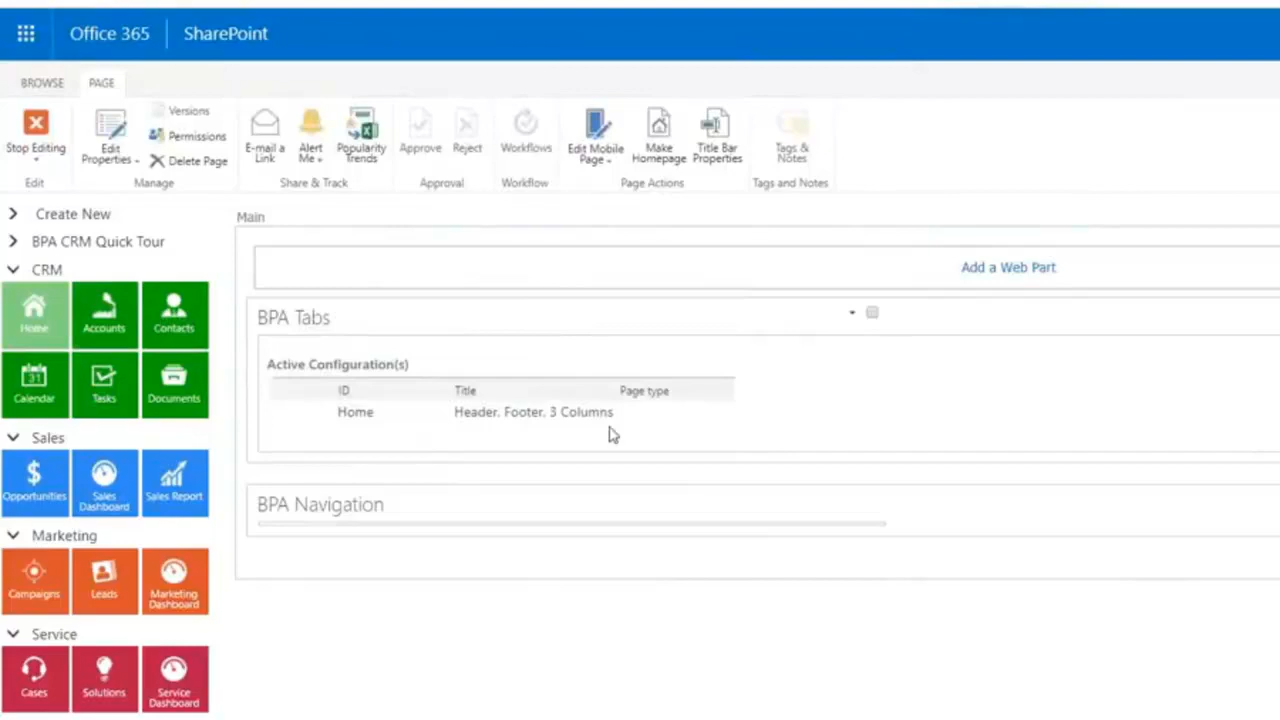 Office 365 SharePoint
BROWSE PAGE
Stop Editing
Edit
Edit Properties
Versions
Permissions
Delete Page
Manage
E-mail a Link
Alert Me
Popularity Trends
Share & Track
Approve
Reject
Approval
Workflows
Workflow
Edit Mobile Page
Make Homepage
Title Bar Properties
Page Actions
Tags & Notes
Tags and Notes
Create New
BPA CRM Quick Tour
CRM
Home Accounts Contacts
31
Calendar Tasks Documents
Sales
$
Opportunities Sales Dashboard Sales Report
Marketing
Campaigns Leads Marketing Dashboard
Service
Cases Solutions Service Dashboard
Main
Add a Web Part
BPA Tabs
Active Configuration(s)
ID Title Page type
Home Header. Footer. 3 Columns
BPA Navigation